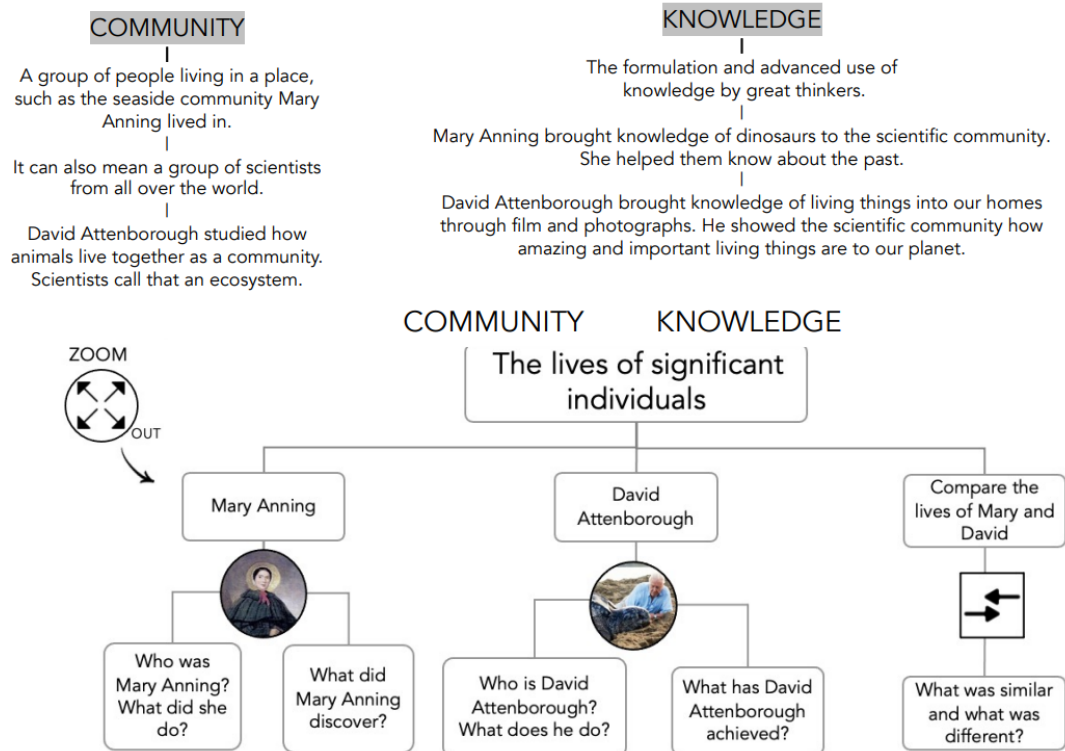 COMMUNITY
A group of people living in a place,
such as the seaside community Mary
Anning lived in.
It can also mean a group of scientists
from all over the world.
David Attenborough studied how
animals live together as a community.
Scientists call that an ecosystem.
KNOWLEDGE
The formulation and advanced use of
knowledge by great thinkers.
Mary Anning brought knowledge of dinosaurs to the scientific community.
She helped them know about the past.
David Attenborough brought knowledge of living things into our homes
through film and photographs. He showed the scientific community how
amazing and important living things are to our planet.
COMMUNITY KNOWLEDGE
ZOOM
OUT
The lives of significant
individuals
Mary Anning
David
Attenborough
Compare the
lives of Mary and
David
Who was
Mary Anning?
What did she
do?
What did
Mary Anning
discover?
Who is David
Attenborough?
What does he do?
What has David
Attenborough
achieved?
What was similar
and what was
different?